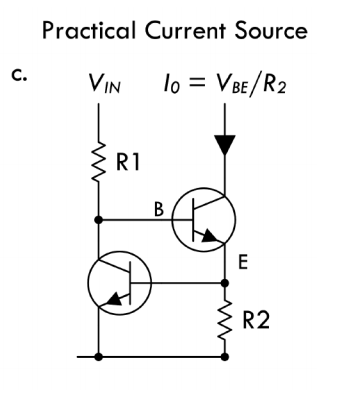 Practical Current Source
c.
VIN IO = VBE/R2
R1
B
E
R2